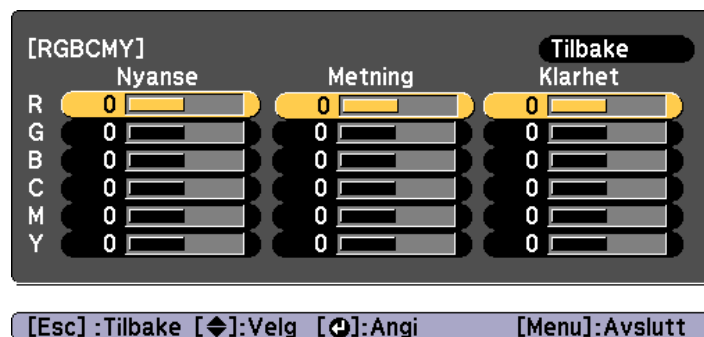 [RGBCMY] Tilbake
Nyanse Metning Klarhet
R 0 0 0
G 0 0 0
B 0 0 0
C 0 0 0
M 0 0 0
Y 0 0 0
[Esc] :Tilbake [◆]:Velg [↵]:Angi [Menu]:Avslutt